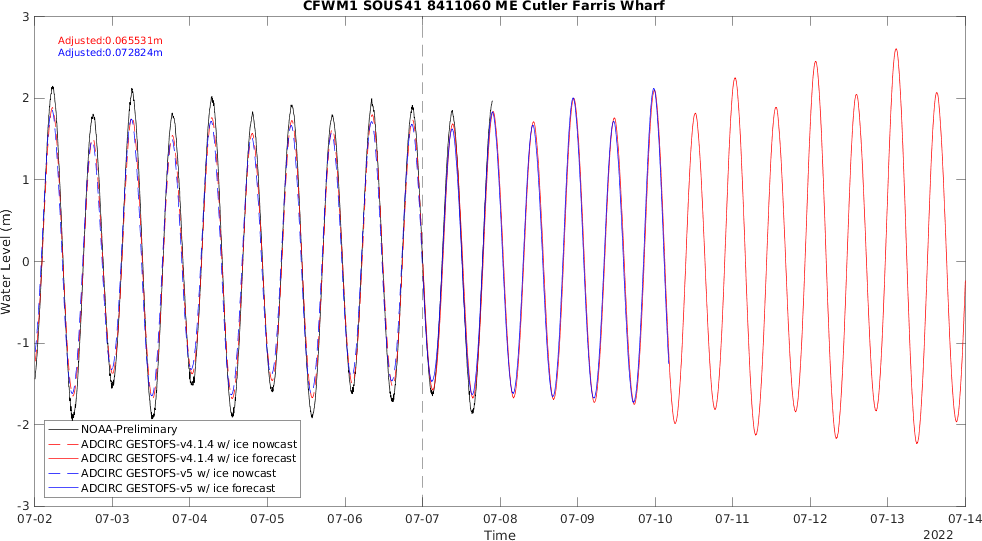 CFWM1 SOUS41 8411060 ME Cutler Farris Wharf
Adjusted:0.065531m
Adjusted:0.072824m
3
2
1
0
-1
-2
-3
Water Level (m)
NOAA-Preliminary
ADCIRC GESTOFS-v4.1.4 w/ ice nowcast
ADCIRC GESTOFS-v4.1.4 w/ ice forecast
ADCIRC GESTOFS-v5 w/ ice nowcast
ADCIRC GESTOFS-v5 w/ ice forecast
07-02 07-03 07-04 07-05 07-06 07-07 07-08 07-09 07-10 07-11 07-12 07-13 07-14
Time
2022